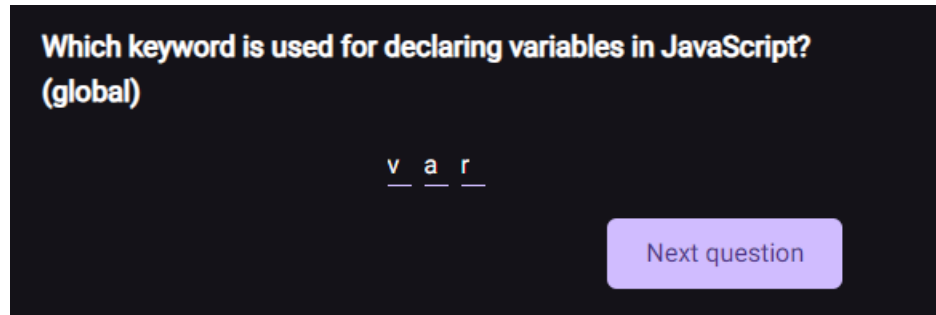 Which keyword is used for declaring variables in JavaScript?
(global)
v a r
Next question